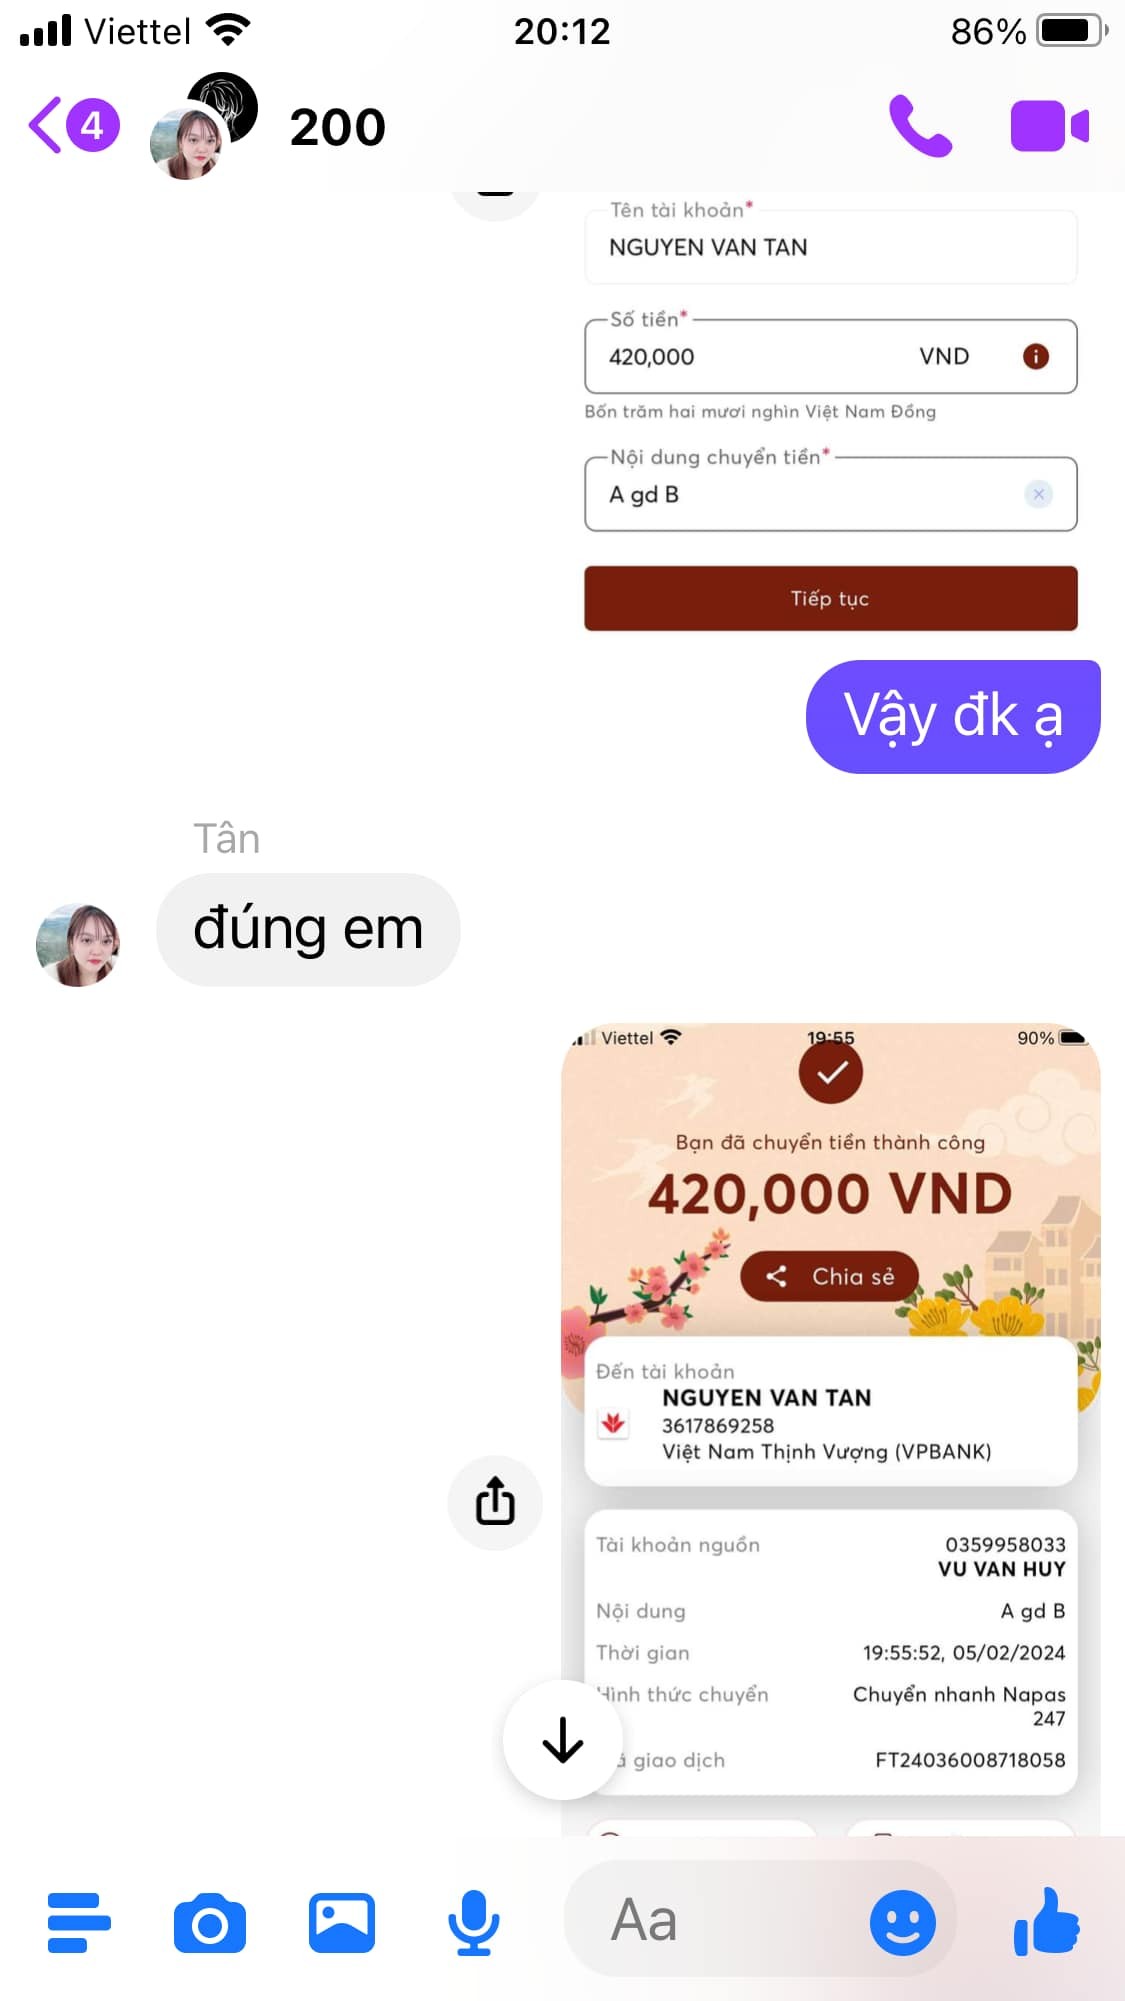 Viettel 20:12 86%
4 200
Tên tài khoản*
NGUYEN VAN TAN
Số tiền*
420,000 VND
Bốn trăm hai mươi nghìn Việt Nam Đồng
Nội dung chuyển tiền*
A gd B
Tiếp tục
Vậy đk ạ
Tân
đúng em
Viettel 19:55 90%
Bạn đã chuyển tiền thành công
420,000 VND
Chia sẻ
Đến tài khoản
NGUYEN VAN TAN
3617869258
Việt Nam Thịnh Vượng (VPBANK)
Tài khoản nguồn 0359958033
VU VAN HUY
Nội dung A gd B
Thời gian 19:55:52, 05/02/2024
Hình thức chuyển Chuyển nhanh Napas
247
giao dịch FT24036008718058
Aa